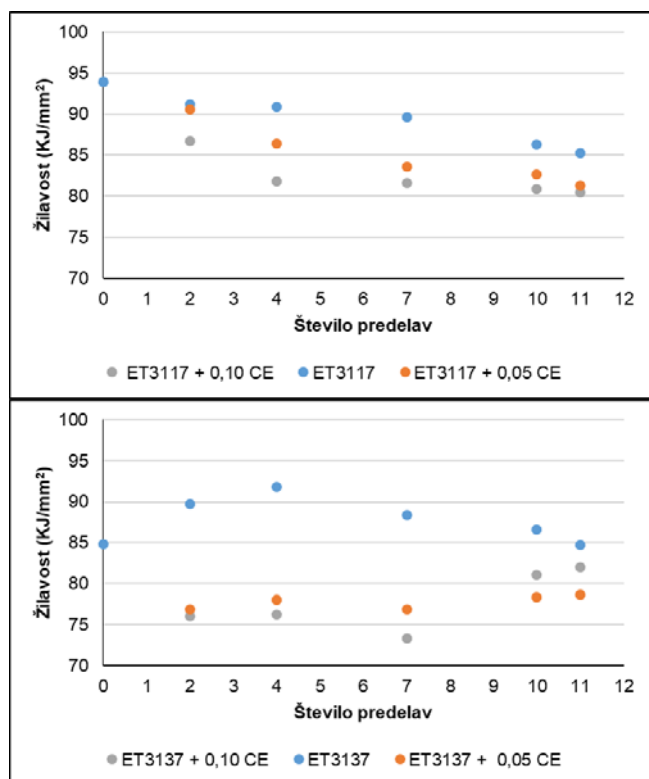 100
95
90
85
80
75
70
Žilavost (KJ/mm²)
0 1 2 3 4 5 6 7 8 9 10 11 12
Število predelav
ET3117 + 0,10 CE ET3117 ET3117 + 0,05 CE
100
95
90
85
80
75
70
Žilavost (KJ/mm²)
0 1 2 3 4 5 6 7 8 9 10 11 12
Število predelav
ET3137 + 0,10 CE ET3137 ET3137 + 0,05 CE